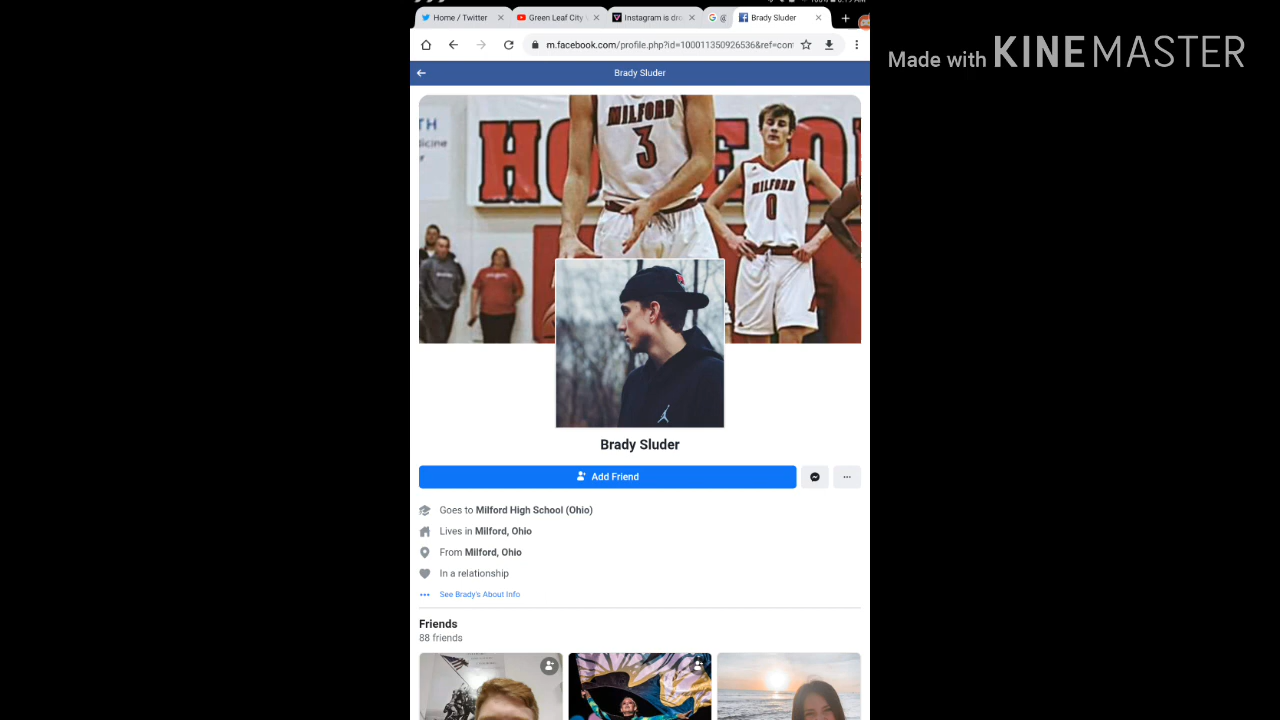 Home / Twitter
Green Leaf City
Instagram is dro
Brady Sluder
m.facebook.com/profile.php?id=100011350926536&ref=cont
Made with KINEMASTER
Brady Sluder
MILFORD
3
MILFORD
0
Brady Sluder
Add Friend
Goes to Milford High School (Ohio)
Lives in Milford, Ohio
From Milford, Ohio
In a relationship
See Brady's About Info
Friends
88 friends